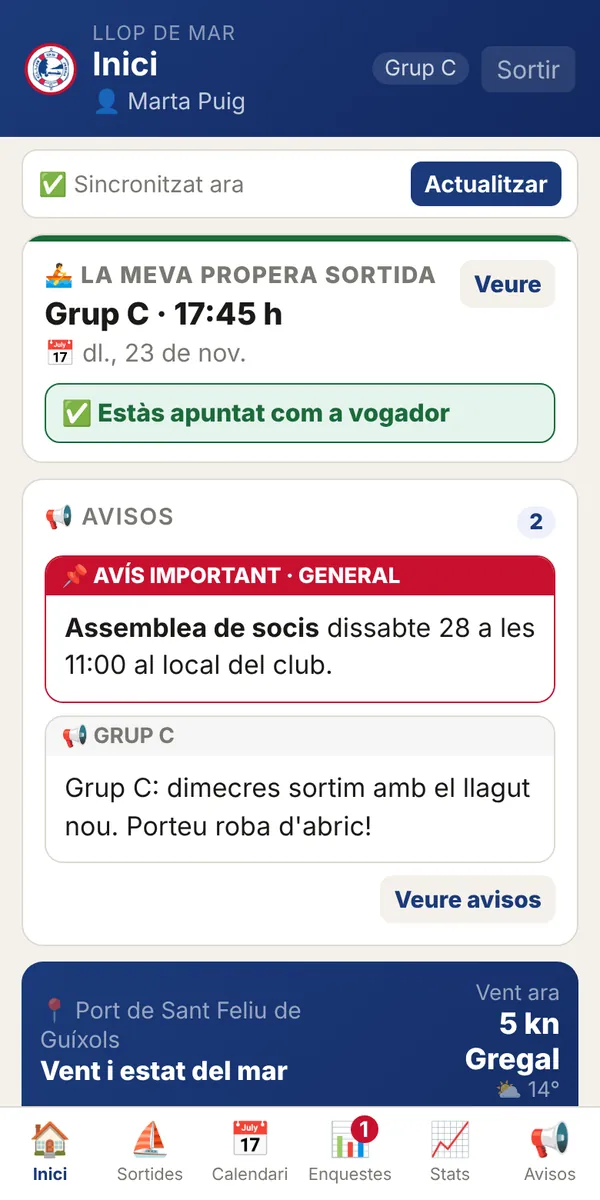 LLOP DE MAR
Inici
👤 Marta Puig
Grup C
Sortir
✅ Sincronitzat ara
Actualitzar
🚣 LA MEVA PROPERA SORTIDA
Veure
Grup C · 17:45 h
📅 dl., 23 de nov.
✅ Estàs apuntat com a vogador
📢 AVISOS
2
📌 AVÍS IMPORTANT · GENERAL
Assemblea de socis dissabte 28 a les
11:00 al local del club.
📢 GRUP C
Grup C: dimecres sortim amb el llagut
nou. Porteu roba d'abric!
Veure avisos
📍 Port de Sant Feliu de
Guíxols
Vent i estat del mar
Vent ara
5 kn
Gregal
⛅ 14°
Inici
Sortides
July
17
Calendari
1
Enquestes
Stats
Avisos